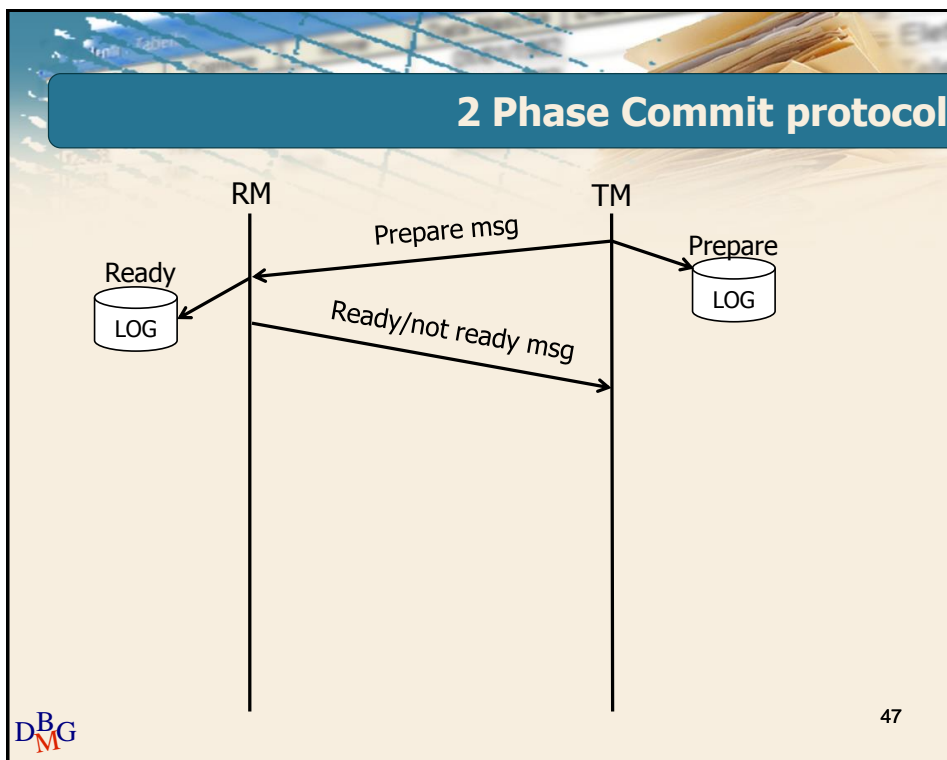 2 Phase Commit protocol
RM
TM
Prepare msg
Prepare
LOG
Ready
LOG
Ready/not ready msg
DBMG
47